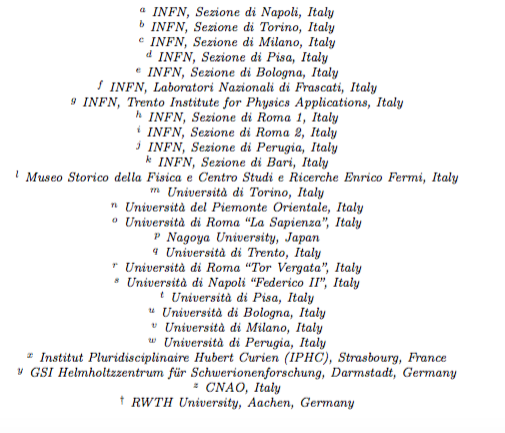 a INFN, Sezione di Napoli, Italy
b INFN, Sezione di Torino, Italy
c INFN, Sezione di Milano, Italy
d INFN, Sezione di Pisa, Italy
e INFN, Sezione di Bologna, Italy
f INFN, Laboratori Nazionali di Frascati, Italy
g INFN, Trento Institute for Physics Applications, Italy
h INFN, Sezione di Roma 1, Italy
i INFN, Sezione di Roma 2, Italy
j INFN, Sezione di Perugia, Italy
k INFN, Sezione di Bari, Italy
l Museo Storico della Fisica e Centro Studi e Ricerche Enrico Fermi, Italy
m Università di Torino, Italy
n Università del Piemonte Orientale, Italy
o Università di Roma “La Sapienza”, Italy
p Nagoya University, Japan
q Università di Trento, Italy
r Università di Roma “Tor Vergata”, Italy
s Università di Napoli “Federico II”, Italy
t Università di Pisa, Italy
u Università di Bologna, Italy
v Università di Milano, Italy
w Università di Perugia, Italy
x Institut Pluridisciplinaire Hubert Curien (IPHC), Strasbourg, France
y GSI Helmholtzzentrum für Schwerionenforschung, Darmstadt, Germany
z CNAO, Italy
† RWTH University, Aachen, Germany